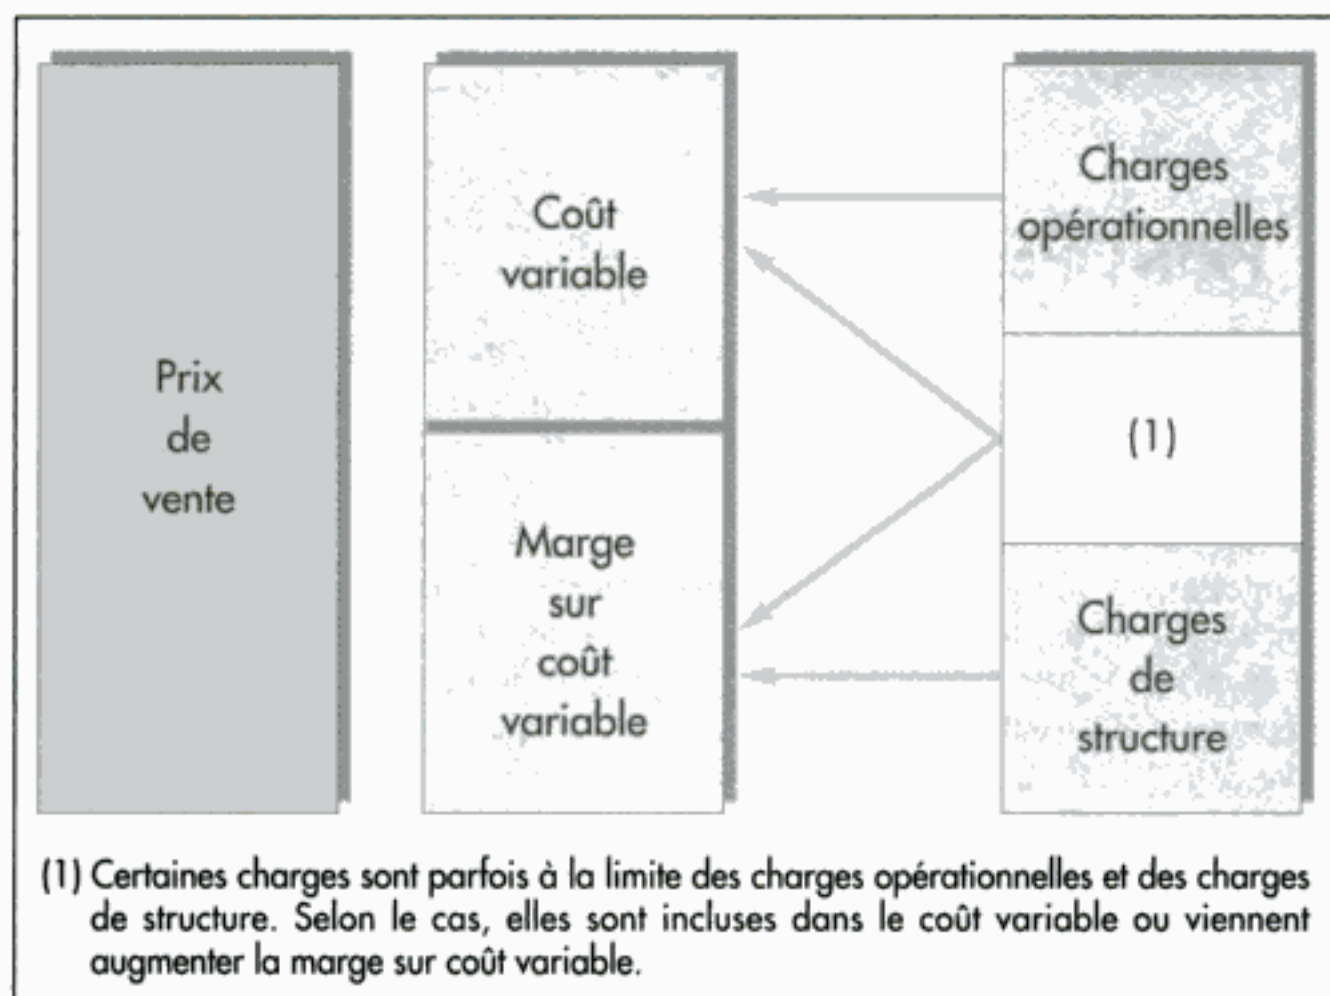 Prix
de
vente
Coût
variable
Marge
sur
coût
variable
Charges
opérationnelles
(1)
Charges
de
structure
(1) Certaines charges sont parfois à la limite des charges opérationnelles et des charges
de structure. Selon le cas, elles sont incluses dans le coût variable ou viennent
augmenter la marge sur coût variable.